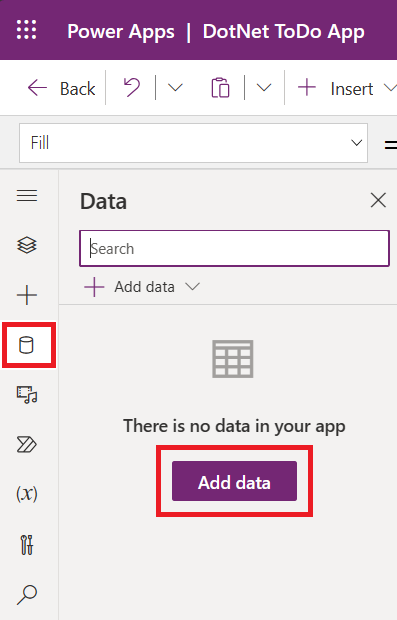 Power Apps | DotNet ToDo App
Back
Insert
Fill
=
Data
Search
Add data
There is no data in your app
Add data
(x)